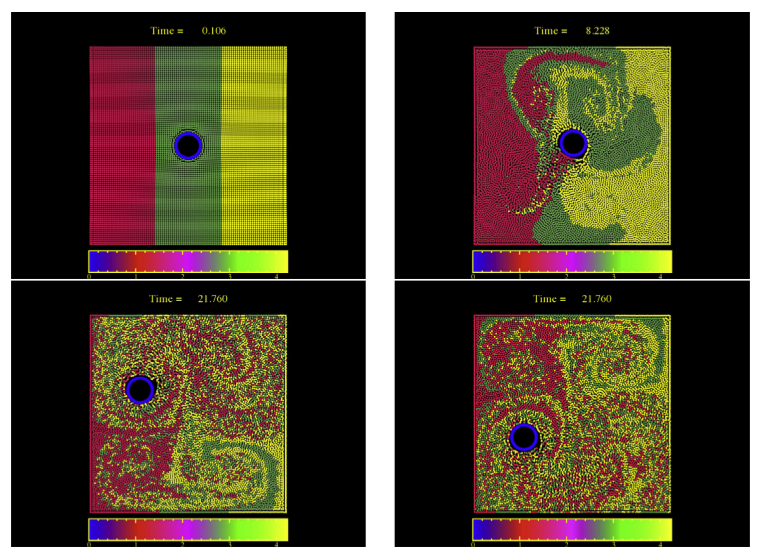 Time = 0.106
Time = 8.228
0 1 2 3 4
0 1 2 3 4
Time = 21.760
Time = 21.760
0 1 2 3 4
0 1 2 3 4